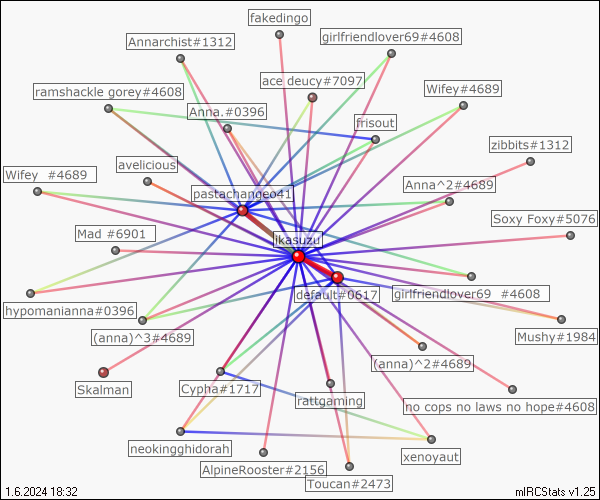 fakedingo
Annarchist#1312
girlfriendlover69#4608
ace deucy#7097
ramshackle gorey#4608
Wifey#4689
Anna.#0396
frisout
zibbits#1312
avelicious
Wifey  #4689
Anna^2#4689
pastachangeo41
Soxy Foxy#5076
Mad #6901
ikasuzu
default#0617
girlfriendlover69  #4608
hypomanianna#0396
(anna)^3#4689
Mushy#1984
(anna)^2#4689
Skalman
Cypha#1717
rattgaming
no cops no laws no hope#4608
neokingghidorah
xenoyaut
AlpineRooster#2156
Toucan#2473
1.6.2024 18:32
mIRCStats v1.25